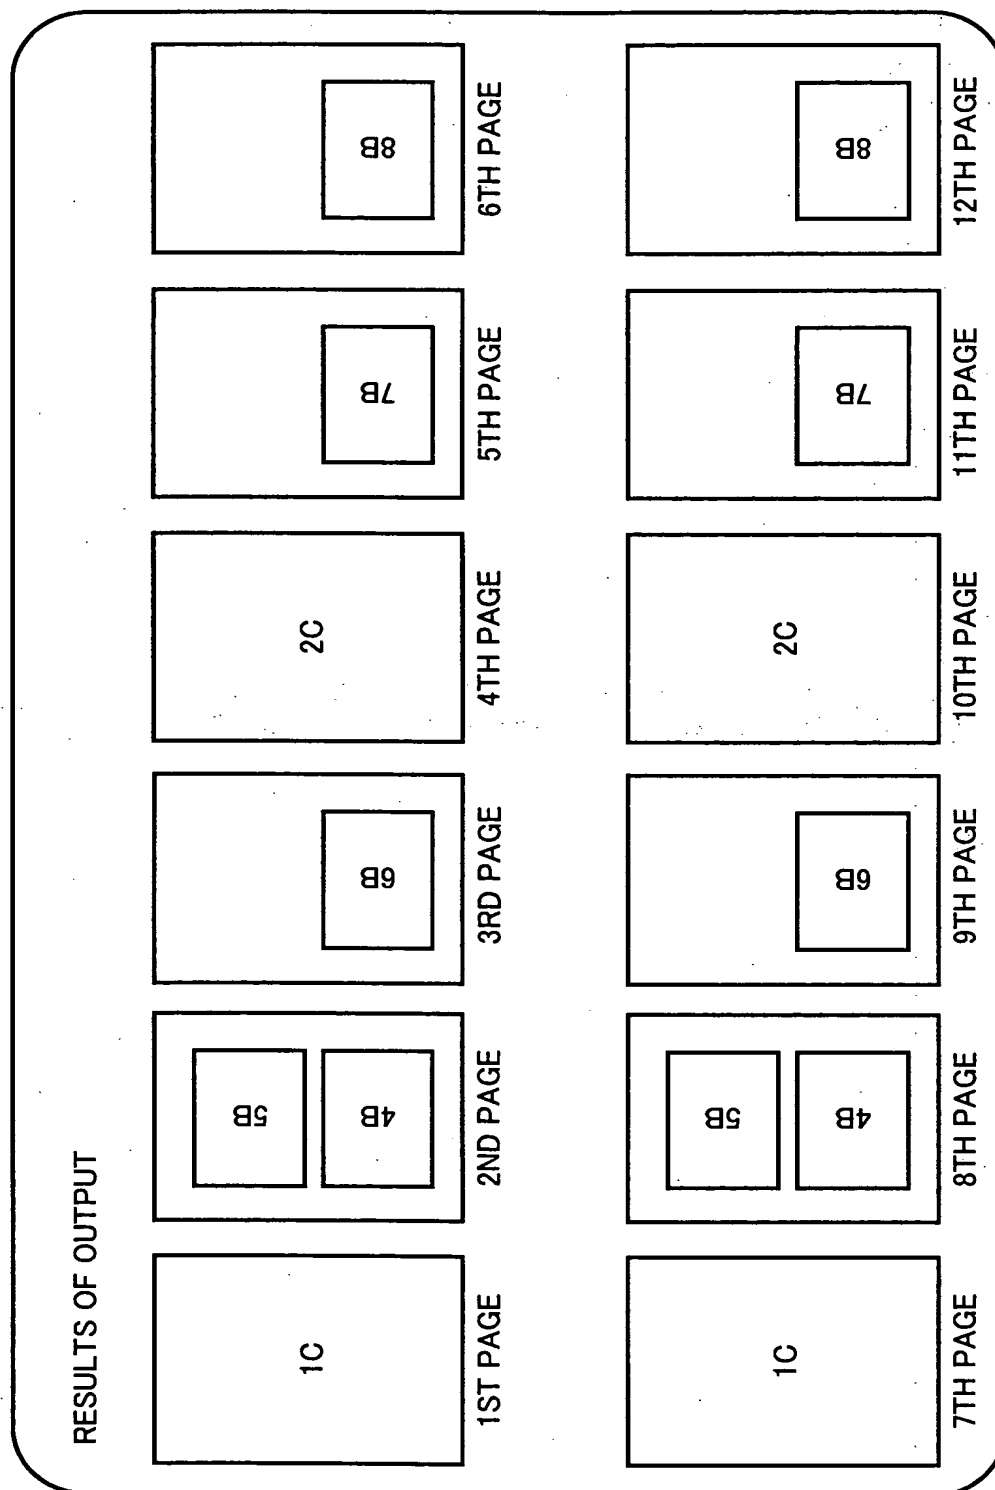 RESULTS OF OUTPUT
1C
5B
4B
6B
2C
7B
8B
1ST PAGE
2ND PAGE
3RD PAGE
4TH PAGE
5TH PAGE
6TH PAGE
1C
5B
4B
6B
2C
7B
8B
7TH PAGE
8TH PAGE
9TH PAGE
10TH PAGE
11TH PAGE
12TH PAGE